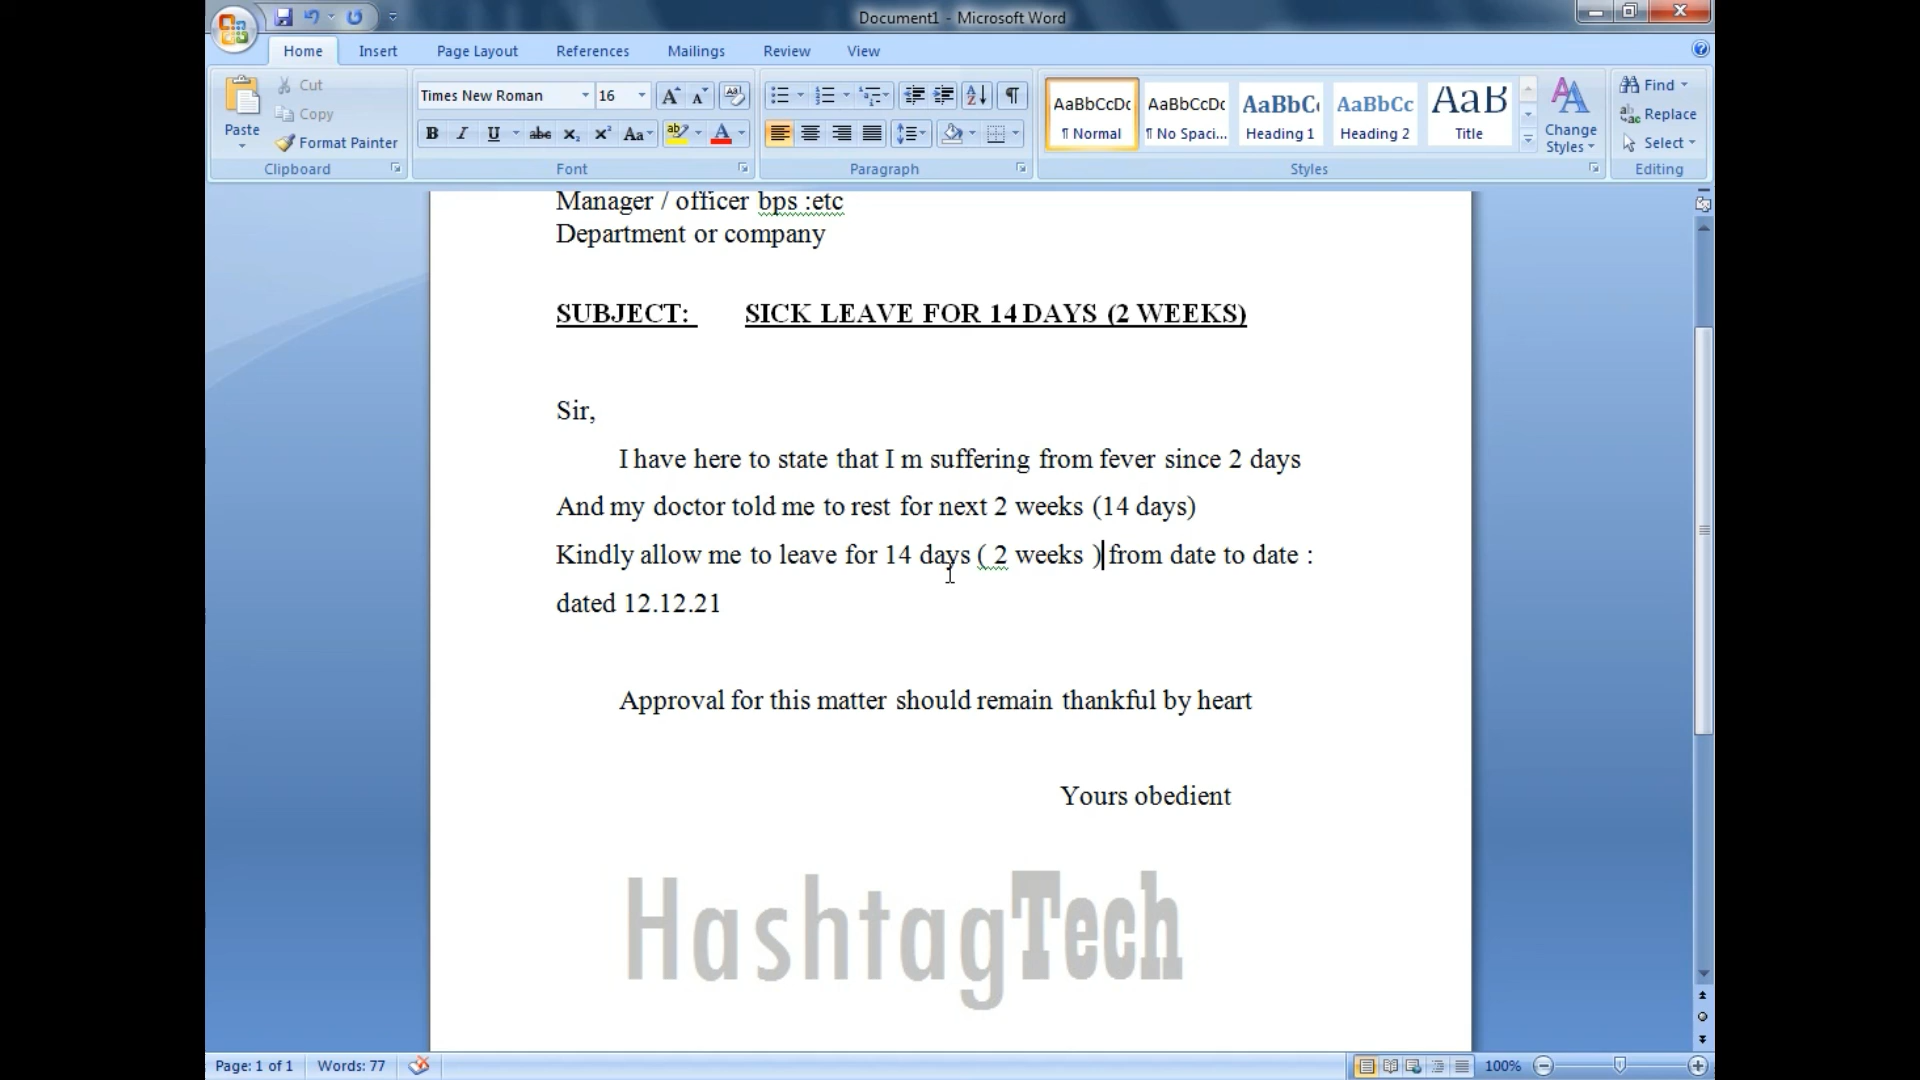 Document1 - Microsoft Word
Home Insert Page Layout References Mailings Review View
Paste
Cut
Copy
Format Painter
Clipboard
Times New Roman 16
Font
Paragraph
AaBbCcDc AaBbCcDc AaBbC AaBbCc AaB
¶ Normal ¶ No Spaci... Heading 1 Heading 2 Title
Change Styles
Styles
Find
Replace
Select
Editing
Manager / officer bps :etc
Department or company
SUBJECT: SICK LEAVE FOR 14 DAYS (2 WEEKS)
Sir,
I have here to state that I m suffering from fever since 2 days
And my doctor told me to rest for next 2 weeks (14 days)
Kindly allow me to leave for 14 days ( 2 weeks ) from date to date :
dated 12.12.21
Approval for this matter should remain thankful by heart
Yours obedient
HashtagTech
Page: 1 of 1 Words: 77 100%